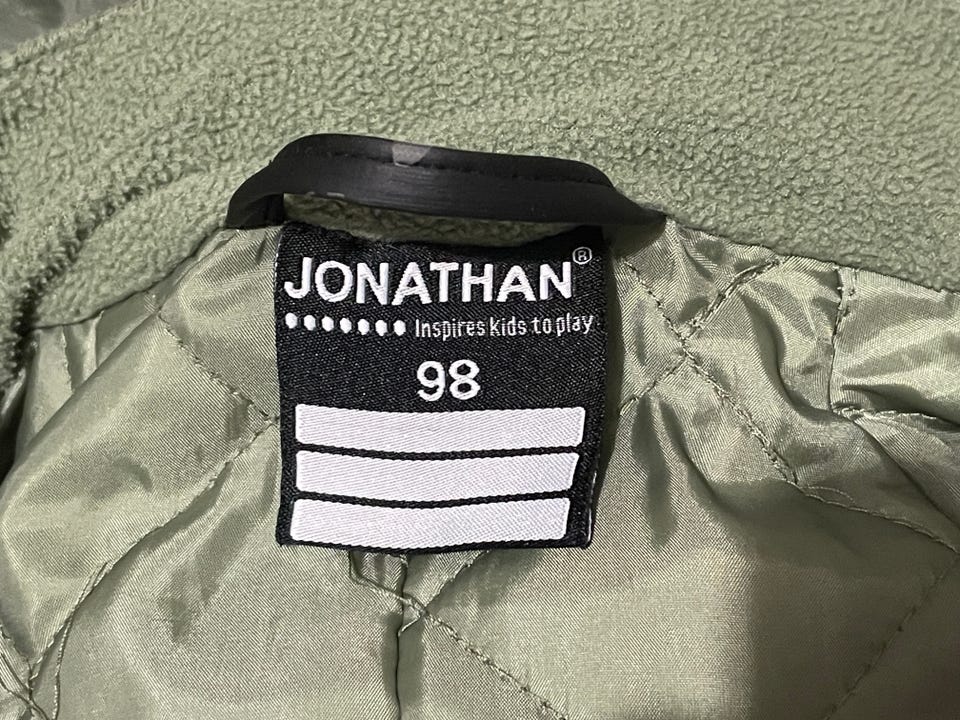 JONATHAN®
Inspires kids to play
98